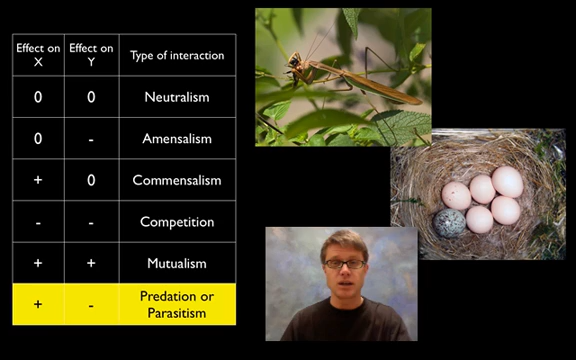 Effect on X Effect on Y Type of interaction
0 0 Neutralism
0 - Amensalism
+ 0 Commensalism
- - Competition
+ + Mutualism
+ - Predation or Parasitism